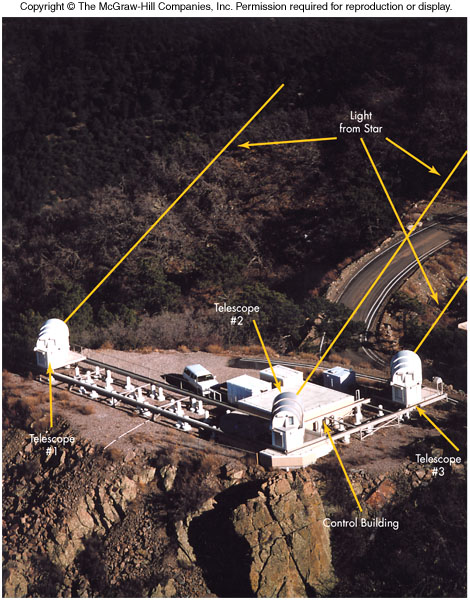 Copyright © The McGraw-Hill Companies, Inc. Permission required for reproduction or display.
Light
from Star
Telescope
#2
Telescope
#1
Telescope
#3
Control Building